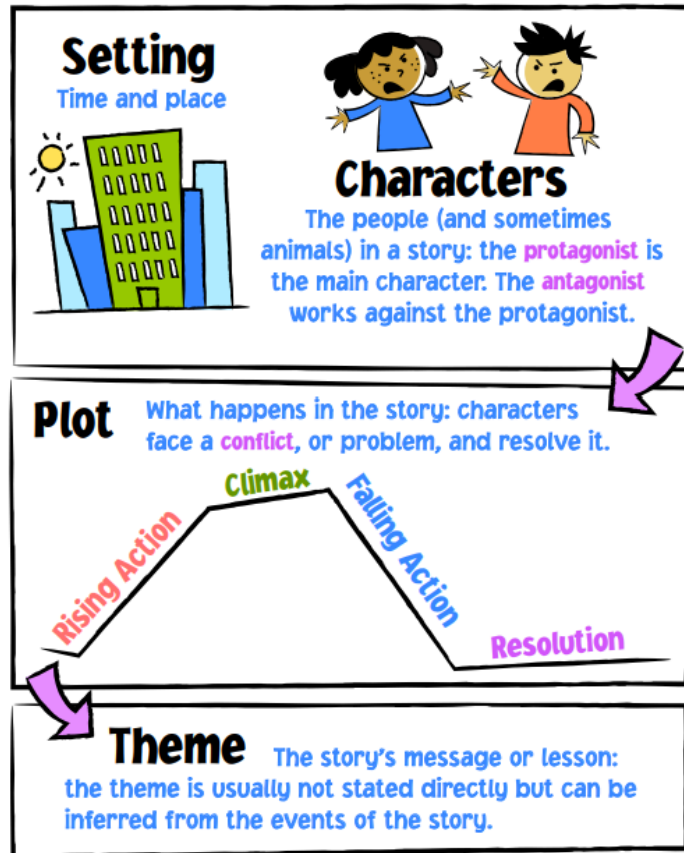 Setting
Time and place
Characters
The people (and sometimes
animals) in a story: the protagonist is
the main character. The antagonist
works against the protagonist.
Plot
What happens in the story: characters
face a conflict, or problem, and resolve it.
Rising Action
Climax
Falling Action
Resolution
Theme
The story's message or lesson:
the theme is usually not stated directly but can be
inferred from the events of the story.